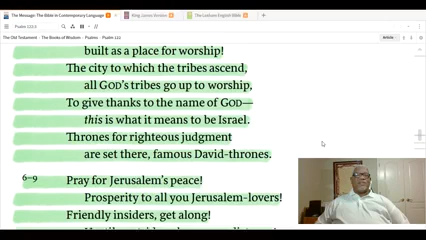 The Message: The Bible in Contemporary Language
King James Version
The Lexham English Bible
Psalm 122:5
The Old Testament The Books of Wisdom Psalms Psalm 122
Article
built as a place for worship!
The city to which the tribes ascend,
all GOD's tribes go up to worship,
To give thanks to the name of GOD—
this is what it means to be Israel.
Thrones for righteous judgment
are set there, famous David-thrones.
6–9 Pray for Jerusalem's peace!
Prosperity to all you Jerusalem-lovers!
Friendly insiders, get along!